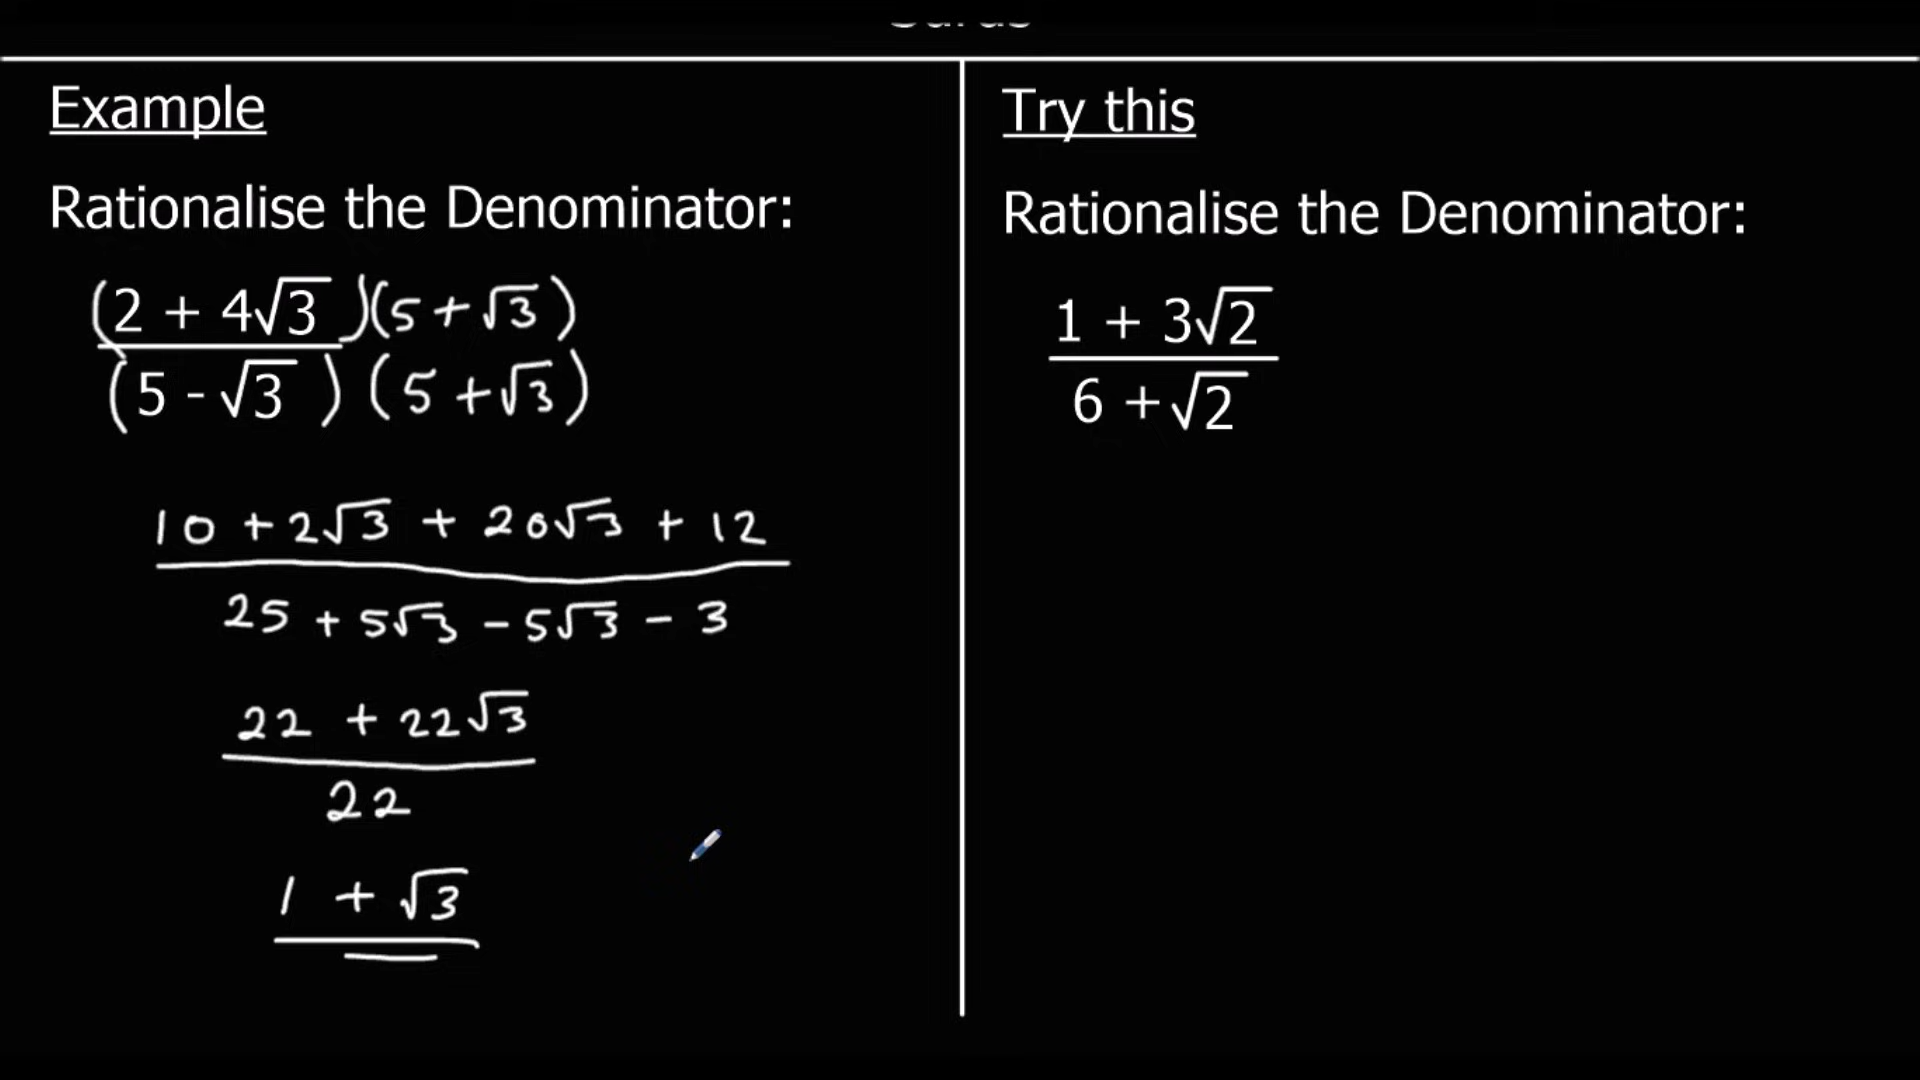 Example
Rationalise the Denominator:
(2 + 4√3)(5 + √3)
(5 - √3)(5 + √3)
10 + 2√3 + 20√3 + 12
25 + 5√3 - 5√3 - 3
22 + 22√3
22
1 + √3
Try this
Rationalise the Denominator:
1 + 3√2
6 + √2